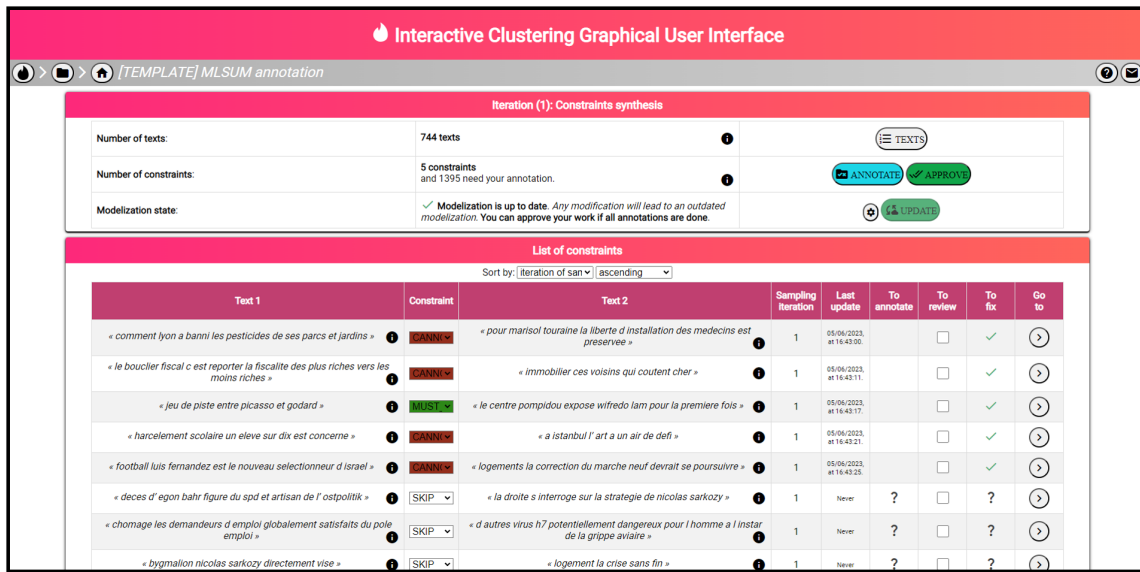 Interactive Clustering Graphical User Interface
[TEMPLATE] MLSUM annotation
Iteration (1): Constraints synthesis
Number of texts:
744 texts
TEXTS
Number of constraints:
5 constraints
and 1395 need your annotation.
ANNOTATE
APPROVE
Modelization state:
Modelization is up to date. Any modification will lead to an outdated
modelization. You can approve your work if all annotations are done.
UPDATE
List of constraints
Sort by: iteration of san ascending
Text 1 Constraint Text 2 Sampling iteration Last update To annotate To review To fix Go to
« comment lyon a banni les pesticides de ses parcs et jardins » CANN « pour marisol touraine la liberte d installation des medecins est
preservee » 1 05/06/2023,
at 16:43:00.
« le bouclier fiscal c est reporter la fiscalite des plus riches vers les
moins riches » CANN « immobilier ces voisins qui coutent cher » 1 05/06/2023,
at 16:43:11.
« jeu de piste entre picasso et godard » MUST_ « le centre pompidou expose wifredo lam pour la premiere fois » 1 05/06/2023,
at 16:43:17.
« harcelement scolaire un eleve sur dix est concerne » CANN « a istanbul l' art a un air de defi » 1 05/06/2023,
at 16:43:21.
« football luis fernandez est le nouveau selectionneur d israel » CANN « logements la correction du marche neuf devrait se poursuivre » 1 05/06/2023,
at 16:43:25.
« deces d' egon bahr figure du spd et artisan de l' ostpolitik » SKIP « la droite s interroge sur la strategie de nicolas sarkozy » 1 Never ? ?
« chomage les demandeurs d emploi globalement satisfaits du pole
emploi » SKIP « d autres virus h7 potentiellement dangereux pour l homme a l instar
de la grippe aviaire » 1 Never ? ?
« bygmalion nicolas sarkozy directement vise » SKIP « logement la crise sans fin » 1 Never ? ?